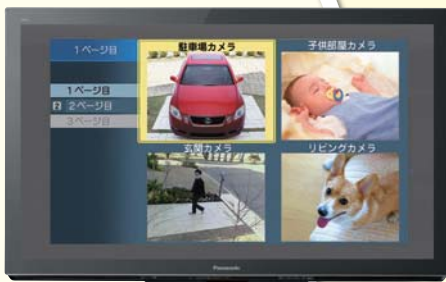 1ページ目
1ページ目
2 2ページ目
3ページ目
駐車場カメラ
子供部屋カメラ
玄関カメラ
リビングカメラ
Panasonic